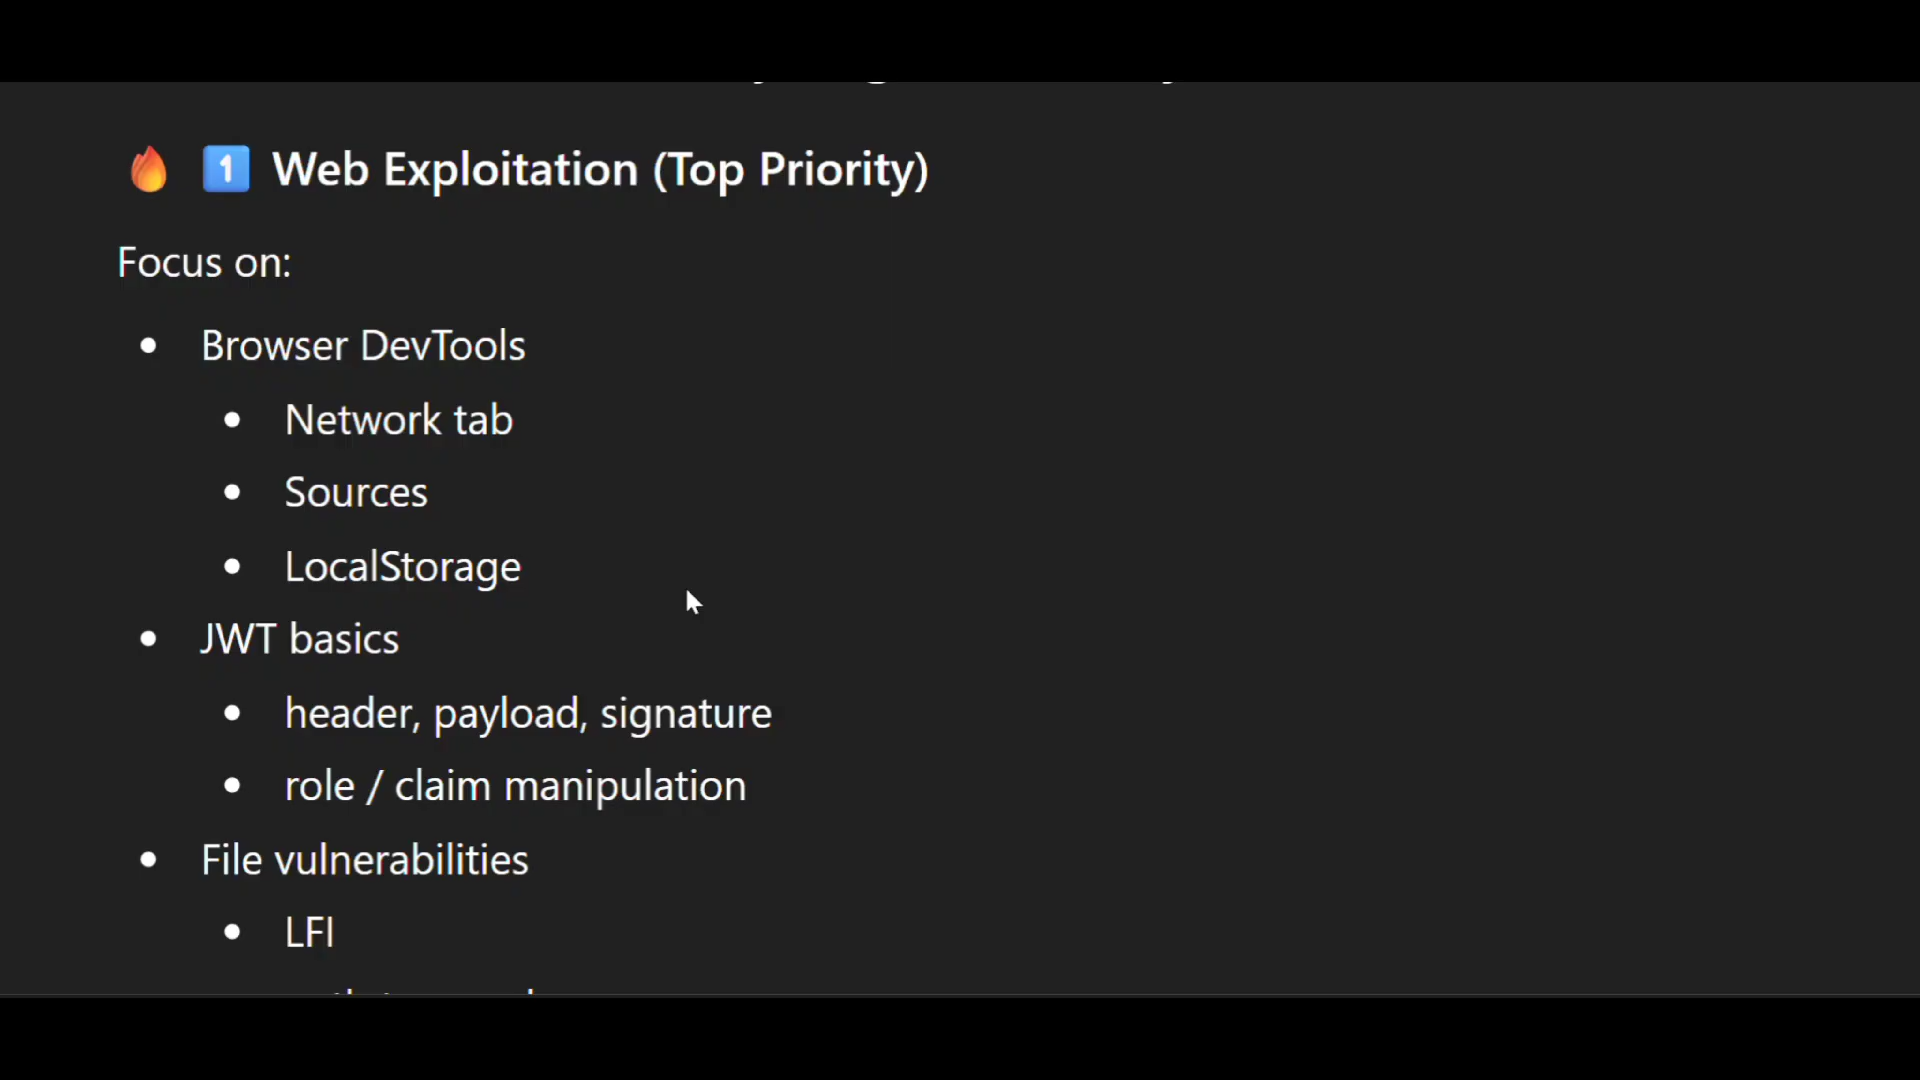 🔥 1️⃣ Web Exploitation (Top Priority)
Focus on:
• Browser DevTools
• Network tab
• Sources
• LocalStorage
• JWT basics
• header, payload, signature
• role / claim manipulation
• File vulnerabilities
• LFI